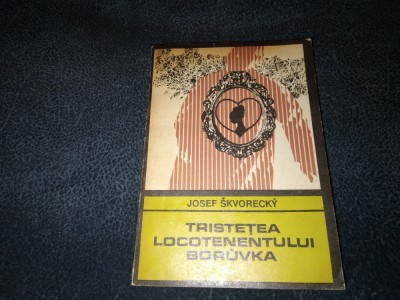 JOSEF ŠKVORECKÝ
TRISTEȚEA
LOCOTENENTULUI
BORŮVKA